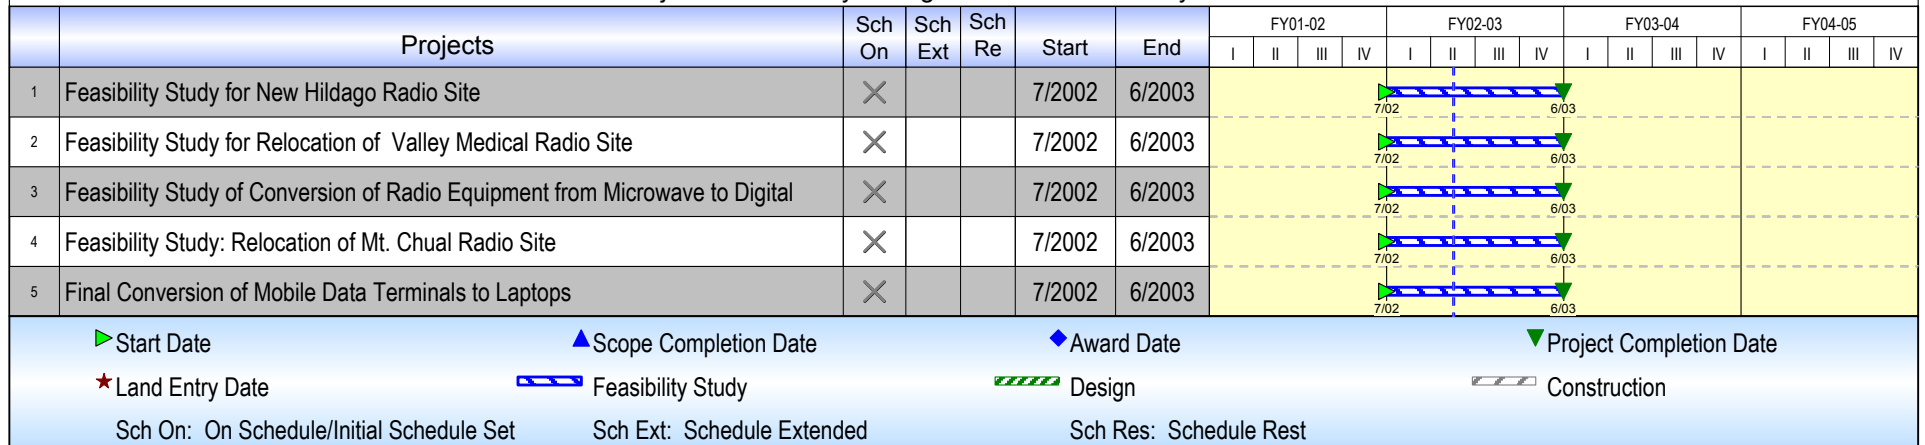 Projects Sch On Sch Ext Sch Re Start End FY01-02 FY02-03 FY03-04 FY04-05
I II III IV I II III IV I II III IV I II III IV
1 Feasibility Study for New Hildago Radio Site 7/2002 6/2003 7/02 6/03
2 Feasibility Study for Relocation of Valley Medical Radio Site 7/2002 6/2003 7/02 6/03
3 Feasibility Study of Conversion of Radio Equipment from Microwave to Digital 7/2002 6/2003 7/02 6/03
4 Feasibility Study: Relocation of Mt. Chual Radio Site 7/2002 6/2003 7/02 6/03
5 Final Conversion of Mobile Data Terminals to Laptops 7/2002 6/2003 7/02 6/03
Start Date Scope Completion Date Award Date Project Completion Date
Land Entry Date Feasibility Study Design Construction
Sch On: On Schedule/Initial Schedule Set Sch Ext: Schedule Extended Sch Res: Schedule Rest